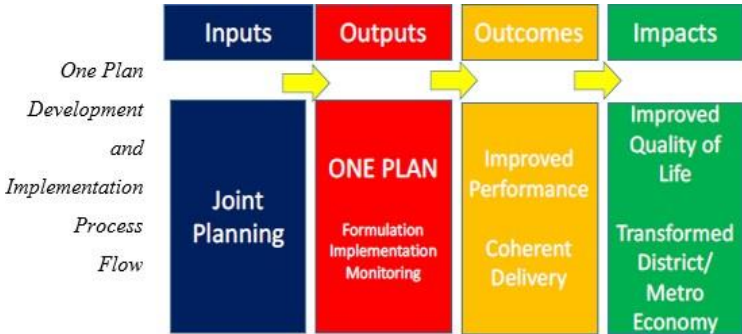 Inputs
Outputs
Outcomes
Impacts
One Plan
Development
and
Implementation
Process
Flow
Joint
Planning
ONE PLAN
Formulation
Implementation
Monitoring
Improved
Performance
Coherent
Delivery
Improved
Quality of
Life
Transformed
District/
Metro
Economy